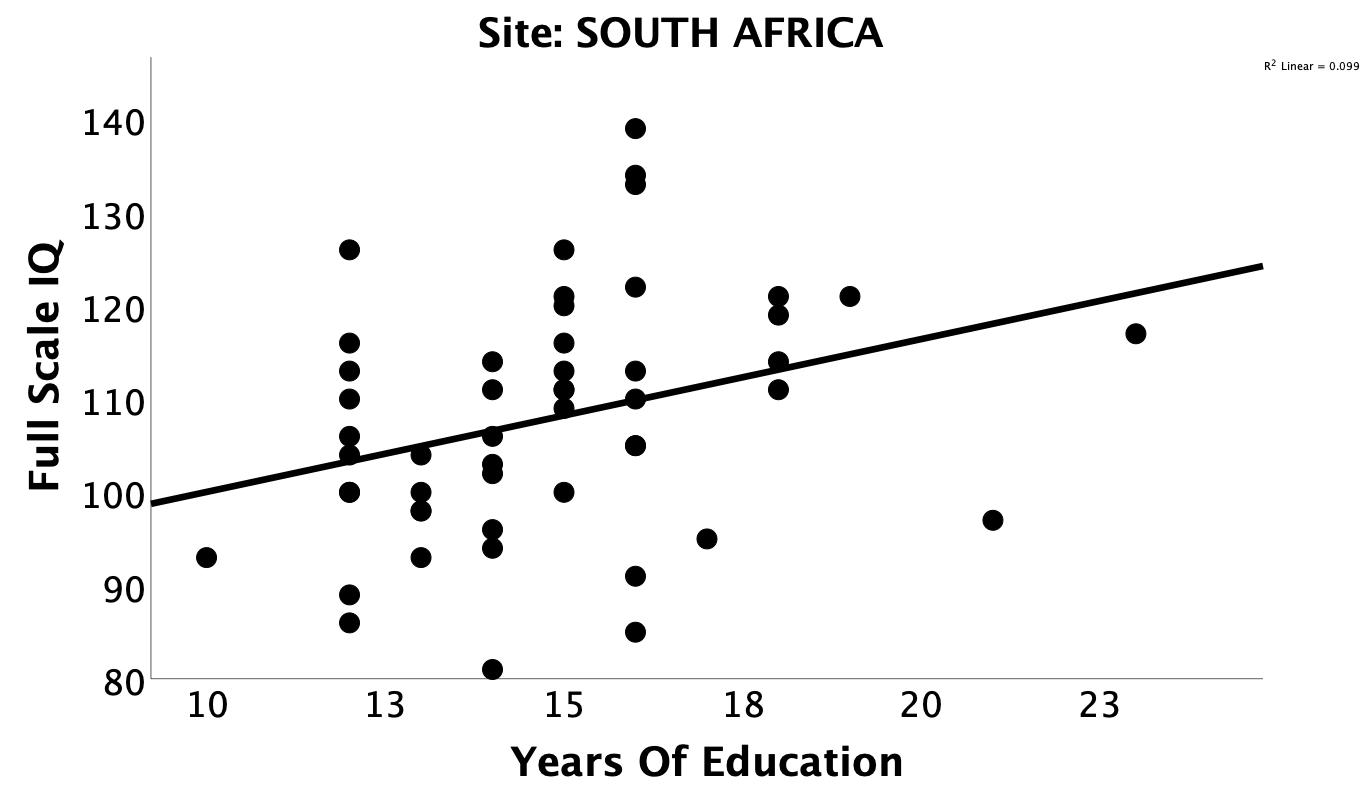 Site: SOUTH AFRICA
R² Linear = 0.099
140
130
120
110
100
90
80
Full Scale IQ
10 13 15 18 20 23
Years Of Education